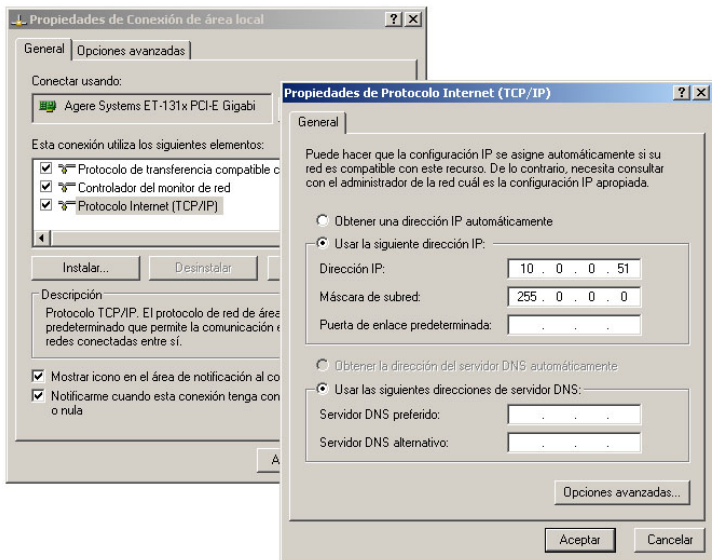 Propiedades de Conexión de área local
General
Opciones avanzadas
Conectar usando:
Agere Systems ET-131x PCI-E Gigabi
Esta conexión utiliza los siguientes elementos:
Protocolo de transferencia compatible c
Controlador del monitor de red
Protocolo Internet (TCP/IP)
Instalar...
Desinstalar
Descripción
Protocolo TCP/IP. El protocolo de red de área
predeterminado que permite la comunicación e
redes conectadas entre sí.
Mostrar icono en el área de notificación al co
Notificarme cuando esta conexión tenga con
o nula
A
Propiedades de Protocolo Internet (TCP/IP)
General
Puede hacer que la configuración IP se asigne automáticamente si su
red es compatible con este recurso. De lo contrario, necesita consultar
con el administrador de la red cuál es la configuración IP apropiada.
Obtener una dirección IP automáticamente
Usar la siguiente dirección IP:
Dirección IP: 10 . 0 . 0 . 51
Máscara de subred: 255 . 0 . 0 . 0
Puerta de enlace predeterminada: . . .
Obtener la dirección del servidor DNS automáticamente
Usar las siguientes direcciones de servidor DNS:
Servidor DNS preferido: . . .
Servidor DNS alternativo: . . .
Opciones avanzadas...
Aceptar
Cancelar